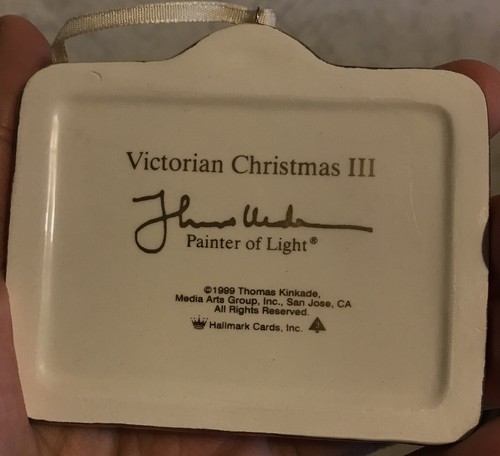 Victorian Christmas III
Painter of Light®
©1999 Thomas Kinkade,
Media Arts Group, Inc., San Jose, CA
All Rights Reserved.
Hallmark Cards, Inc.